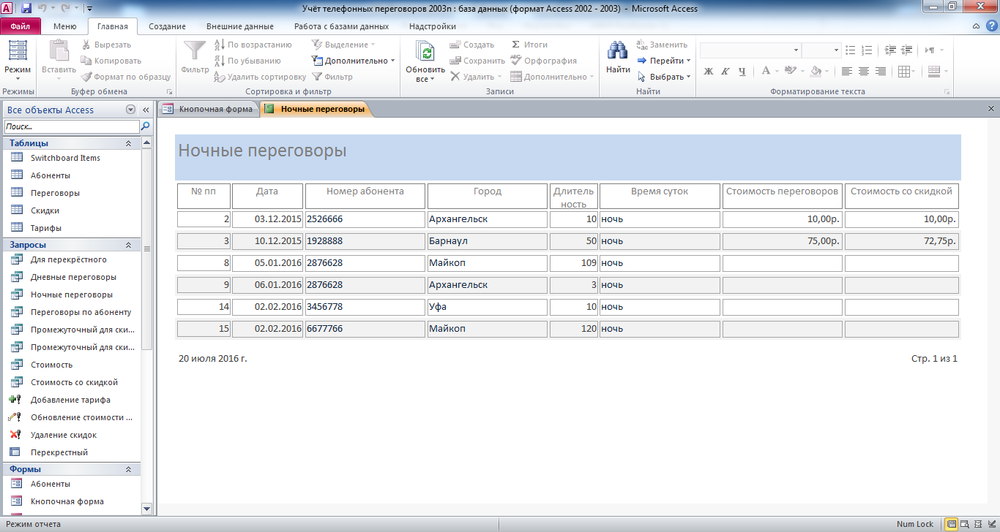 Учёт телефонных переговоров 2003п : база данных (формат Access 2002 - 2003) - Microsoft Access
Файл Меню Главная Создание Внешние данные Работа с базами данных Надстройки
Режим
Режимы
Вставить
Вырезать
Копировать
Формат по образцу
Буфер обмена
Фильтр
По возрастанию
По убыванию
Удалить сортировку
Выделение
Дополнительно
Фильтр
Сортировка и фильтр
Обновить
все
Создать
Сохранить
Удалить
Итоги
Орфография
Дополнительно
Записи
Найти
Заменить
Перейти
Выбрать
Найти
Ж К Ч А
Форматирование текста
Все объекты Access
Поиск...
Таблицы
Switchboard Items
Абоненты
Переговоры
Скидки
Тарифы
Запросы
Для перекрёстного
Дневные переговоры
Ночные переговоры
Переговоры по абоненту
Промежуточный для ски...
Промежуточный для ски...
Стоимость
Стоимость со скидкой
Добавление тарифа
Обновление стоимости ...
Удаление скидок
Перекрестный
Формы
Абоненты
Кнопочная форма
Кнопочная форма Ночные переговоры
Ночные переговоры
№ пп Дата Номер абонента Город Длитель Время суток Стоимость переговоров Стоимость со скидкой
ность
2 03.12.2015 2526666 Архангельск 10 ночь 10,00р. 10,00р.
3 10.12.2015 1928888 Барнаул 50 ночь 75,00р. 72,75р.
8 05.01.2016 2876628 Майкоп 109 ночь
9 06.01.2016 2876628 Архангельск 3 ночь
14 02.02.2016 3456778 Уфа 10 ночь
15 02.02.2016 6677766 Майкоп 120 ночь
20 июля 2016 г. Стр. 1 из 1
Режим отчета Num Lock